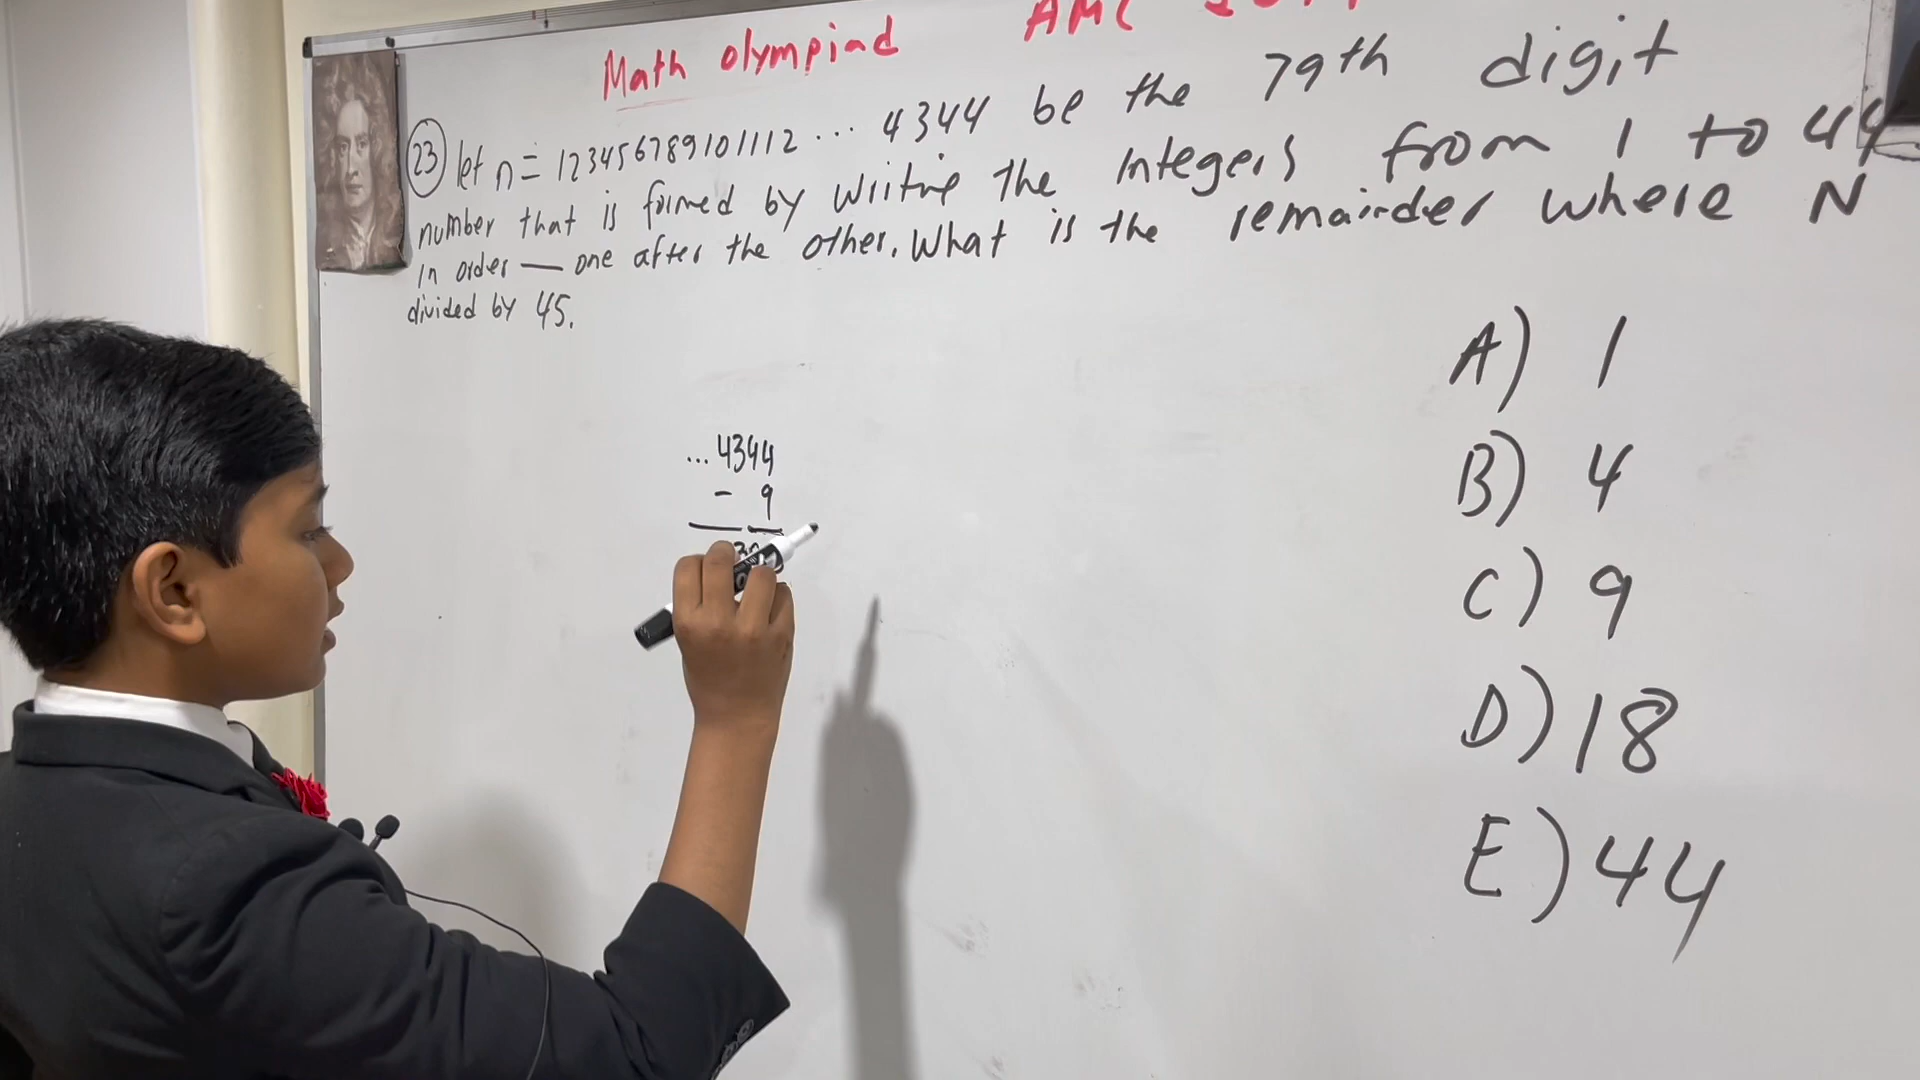 Math olympiad AMC
23 let n = 123456789101112 ... 4344 be the 79th digit
number that is formed by writing the Integers from 1 to 44
in order — one after the other. What is the remainder where N
divided by 45.
... 4344
- 9
A) 1
B) 4
C) 9
D) 18
E) 44